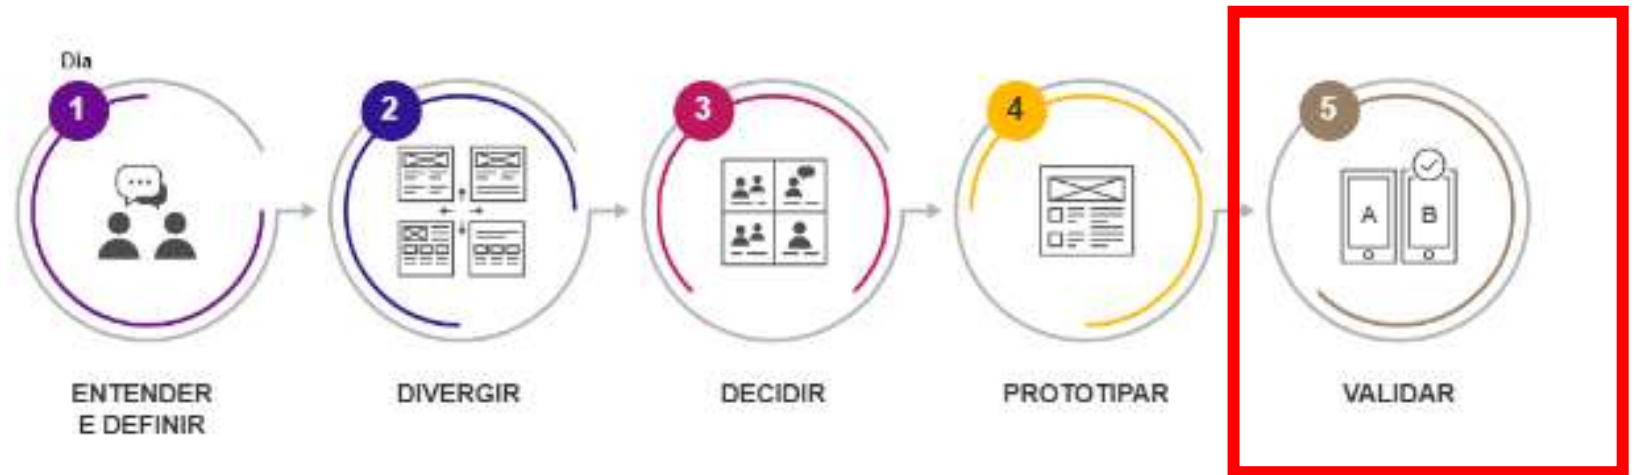 Dia
1
2
3
4
5
A
B
ENTENDER
E DEFINIR
DIVERGIR
DECIDIR
PROTOTIPAR
VALIDAR